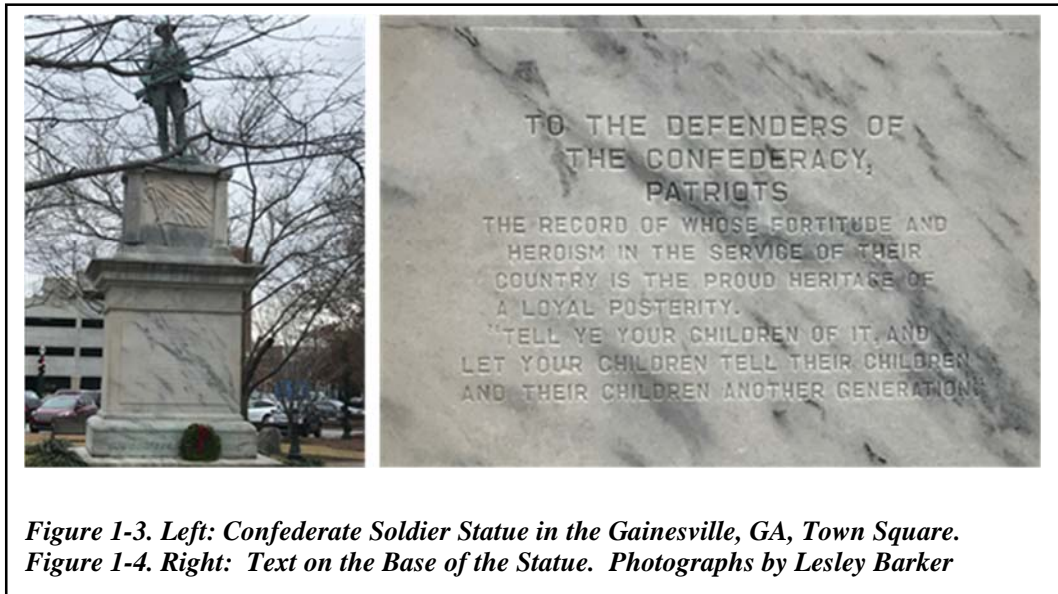 TO THE DEFENDERS OF
THE CONFEDERACY,
PATRIOTS
THE RECORD OF WHOSE FORTITUDE AND
HEROISM IN THE SERVICE OF THEIR
COUNTRY IS THE PROUD HERITAGE OF
A LOYAL POSTERITY.
"TELL YE YOUR CHILDREN OF IT, AND
LET YOUR CHILDREN TELL THEIR CHILDREN
AND THEIR CHILDREN ANOTHER GENERATION"
Figure 1-3. Left: Confederate Soldier Statue in the Gainesville, GA, Town Square.
Figure 1-4. Right: Text on the Base of the Statue. Photographs by Lesley Barker